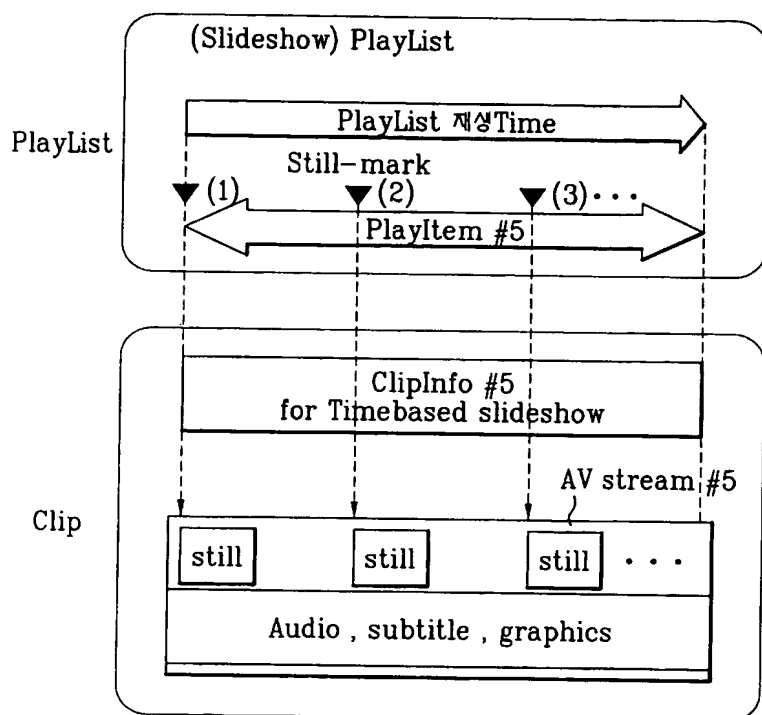 (Slideshow) PlayList
PlayList 재생Time
PlayList
Still-mark
(1) (2) (3) ···
PlayItem #5
ClipInfo #5
for Timebased slideshow
AV stream #5
Clip
still still still ···
Audio , subtitle , graphics